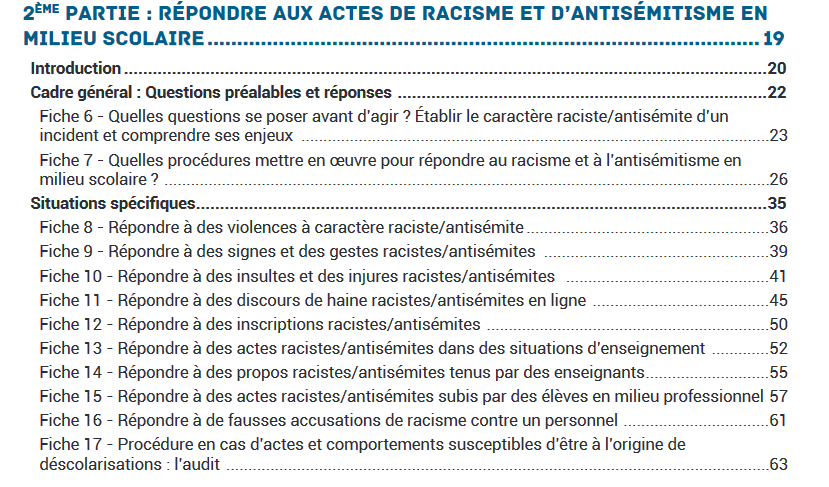 2ÈME PARTIE : RÉPONDRE AUX ACTES DE RACISME ET D'ANTISÉMITISME EN
MILIEU SCOLAIRE ........ 19
Introduction ........ 20
Cadre général : Questions préalables et réponses ........ 22
Fiche 6 - Quelles questions se poser avant d'agir ? Établir le caractère raciste/antisémite d'un
incident et comprendre ses enjeux ........ 23
Fiche 7 - Quelles procédures mettre en œuvre pour répondre au racisme et à l'antisémitisme en
milieu scolaire ? ........ 26
Situations spécifiques ........ 35
Fiche 8 - Répondre à des violences à caractère raciste/antisémite ........ 36
Fiche 9 - Répondre à des signes et des gestes racistes/antisémites ........ 39
Fiche 10 - Répondre à des insultes et des injures racistes/antisémites ........ 41
Fiche 11 - Répondre à des discours de haine racistes/antisémites en ligne ........ 45
Fiche 12 - Répondre à des inscriptions racistes/antisémites ........ 50
Fiche 13 - Répondre à des actes racistes/antisémites dans des situations d'enseignement ........ 52
Fiche 14 - Répondre à des propos racistes/antisémites tenus par des enseignants ........ 55
Fiche 15 - Répondre à des actes racistes/antisémites subis par des élèves en milieu professionnel 57
Fiche 16 - Répondre à de fausses accusations de racisme contre un personnel ........ 61
Fiche 17 - Procédure en cas d'actes et comportements susceptibles d'être à l'origine de
déscolarisations : l'audit ........ 63